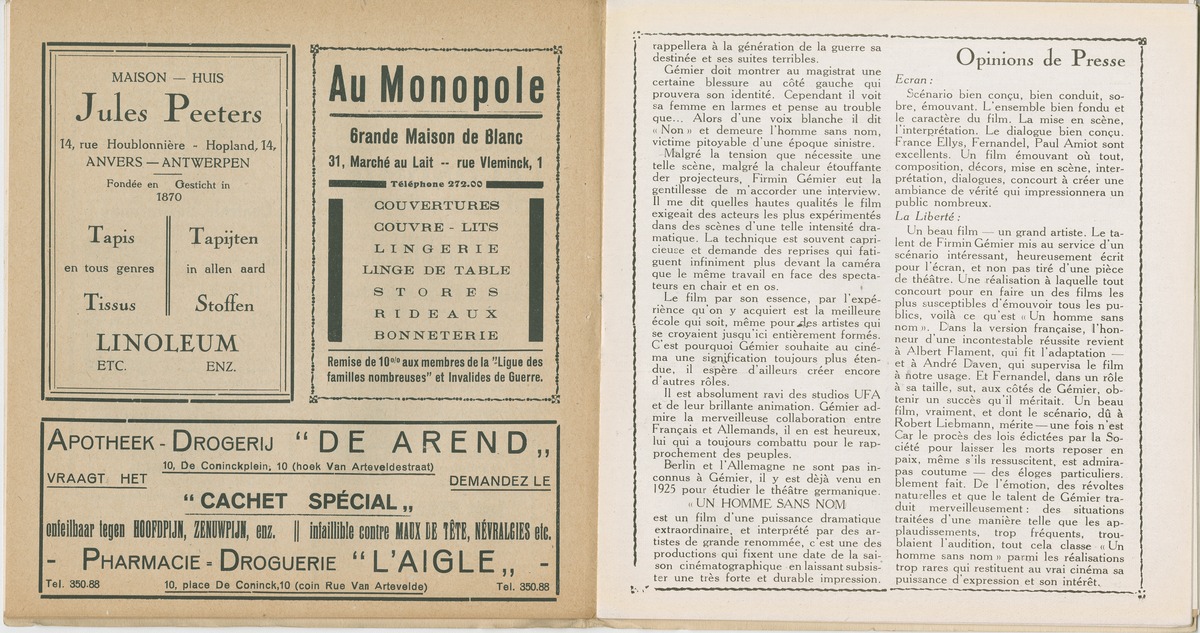 MAISON — HUIS
Jules Peeters
14, rue Houblonnière - Hopland, 14,
ANVERS — ANTWERPEN
Fondée en Gesticht in
1870
Tapis Tapijten
en tous genres in allen aard
Tissus Stoffen
LINOLEUM
ETC. ENZ.
Au Monopole
Grande Maison de Blanc
31, Marché au Lait -- rue Vleminck, 1
Téléphone 272.00
COUVERTURES
COUVRE - LITS
LINGERIE
LINGE DE TABLE
STORES
RIDEAUX
BONNETERIE
Remise de 10% aux membres de la "Ligue des
familles nombreuses" et Invalides de Guerre.
APOTHEEK - DROGERIJ “DE AREND„
10, De Coninckplein, 10 (hoek Van Arteveldestraat)
VRAAGT HET DEMANDEZ LE
“CACHET SPÉCIAL„
onfeilbaar tegen HOOFDPIJN, ZENUWPIJN, enz. || infaillible contre MAUX DE TÊTE, NÉVRALGIES etc.
- PHARMACIE - DROGUERIE “L'AIGLE„ -
Tel. 350.88 10, place De Coninck,10 (coin Rue Van Artevelde) Tel. 350.88
rappellera à la génération de la guerre sa
destinée et ses suites terribles.
Gémier doit montrer au magistrat une
certaine blessure au côté gauche qui
prouvera son identité. Cependant il voit
sa femme en larmes et pense au trouble
que... Alors d'une voix blanche il dit
« Non » et demeure l'homme sans nom,
victime pitoyable d'une époque sinistre.
Malgré la tension que nécessite une
telle scène, malgré la chaleur étouffante
der projecteurs, Firmin Gémier eut la
gentillesse de m'accorder une interview.
Il me dit quelles hautes qualités le film
exigeait des acteurs les plus expérimentés
dans des scènes d'une telle intensité dra-
matique. La technique est souvent capri-
cieuse et demande des reprises qui fati-
guent infiniment plus devant la caméra
que le même travail en face des specta-
teurs en chair et en os.
Le film par son essence, par l'expé-
rience qu'on y acquiert est la meilleure
école qui soit, même pour des artistes qui
se croyaient jusqu'ici entièrement formés.
C'est pourquoi Gémier souhaite au ciné-
ma une signification toujours plus éten-
due, il espère d'ailleurs créer encore
d'autres rôles.
Il est absolument ravi des studios UFA
et de leur brillante animation. Gémier ad-
mire la merveilleuse collaboration entre
Français et Allemands, il en est heureux,
lui qui a toujours combattu pour le rap-
prochement des peuples.
Berlin et l'Allemagne ne sont pas in-
connus à Gémier, il y est dèjà venu en
1925 pour étudier le théâtre germanique.
« UN HOMME SANS NOM
est un film d'une puissance dramatique
extraordinaire, et interprété par des ar-
tistes de grande renommée, c'est une des
productions qui fixent une date de la sai-
son cinématographique en laissant subsis-
ter une très forte et durable impression.
Opinions de Presse
Ecran :
Scénario bien conçu, bien conduit, so-
bre, émouvant. L'ensemble bien fondu et
le caractère du film. La mise en scène,
l'interprétation. Le dialogue bien conçu.
France Ellys, Fernandel, Paul Amiot sont
excellents. Un film émouvant où tout,
composition, décors, mise en scène, inter-
prétation, dialogues, concourt à créer une
ambiance de vérité qui impressionnera un
public nombreux.
La Liberté :
Un beau film — un grand artiste. Le ta-
lent de Firmin Gémier mis au service d'un
scénario intéressant, heureusement écrit
pour l'écran, et non pas tiré d'une pièce
de théâtre. Une réalisation à laquelle tout
concourt pour en faire un des films les
plus susceptibles d'émouvoir tous les pu-
blics, voilà ce qu'est « Un homme sans
nom ». Dans la version française, l'hon-
neur d'une incontestable réussite revient
à Albert Flament, qui fit l'adaptation —
et à André Daven, qui supervisa le film
à notre usage. Et Fernandel, dans un rôle
à sa taille, sut, aux côtés de Gémier, ob-
tenir un succès qu'il méritait. Un beau
film, vraiment, et dont le scénario, dû à
Robert Liebmann, mérite — une fois n'est
Car le procès des lois édictées par la So-
ciété pour laisser les morts reposer en
paix, même s'ils ressuscitent, est admira-
pas coutume — des éloges particuliers.
blement fait. De l'émotion, des révoltes
naturelles et que le talent de Gémier tra-
duit merveilleusement : des situations
traitées d'une manière telle que les ap-
plaudissements, trop fréquents, trou-
blaient l'audition, tout cela classe « Un
homme sans nom » parmi les réalisations
trop rares qui restituent au vrai cinéma sa
puissance d'expression et son intérêt.